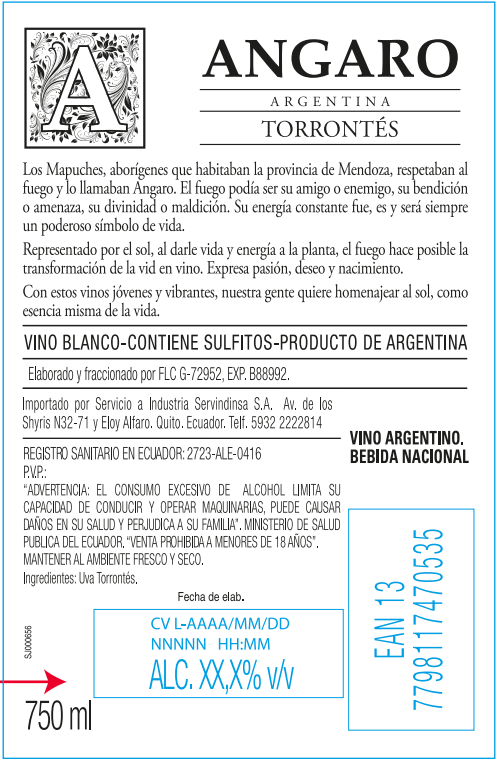 A
ANGARO
ARGENTINA
TORRONTÉS
Los Mapuches, aborígenes que habitaban la provincia de Mendoza, respetaban al
fuego y lo llamaban Angaro. El fuego podía ser su amigo o enemigo, su bendición
o amenaza, su divinidad o maldición. Su energía constante fue, es y será siempre
un poderoso símbolo de vida.
Representado por el sol, al darle vida y energía a la planta, el fuego hace posible la
transformación de la vid en vino. Expresa pasión, deseo y nacimiento.
Con estos vinos jóvenes y vibrantes, nuestra gente quiere homenajear al sol, como
esencia misma de la vida.
VINO BLANCO-CONTIENE SULFITOS-PRODUCTO DE ARGENTINA
Elaborado y fraccionado por FLC G-72952, EXP. B88992.
Importado por Servicio a Industria Servindinsa S.A. Av. de los
Shyris N32-71 y Eloy Alfaro. Quito. Ecuador. Telf. 5932 2222814
VINO ARGENTINO.
BEBIDA NACIONAL
REGISTRO SANITARIO EN ECUADOR: 2723-ALE-0416
P.V.P.:
“ADVERTENCIA: EL CONSUMO EXCESIVO DE ALCOHOL LIMITA SU
CAPACIDAD DE CONDUCIR Y OPERAR MAQUINARIAS, PUEDE CAUSAR
DAÑOS EN SU SALUD Y PERJUDICA A SU FAMILIA”. MINISTERIO DE SALUD
PUBLICA DEL ECUADOR. “VENTA PROHIBIDA A MENORES DE 18 AÑOS”.
MANTENER AL AMBIENTE FRESCO Y SECO.
Ingredientes: Uva Torrontés.
Fecha de elab.
CV L-AAAA/MM/DD
NNNNN HH:MM
ALC. XX,X% v/v
SJ000656
750 ml
EAN 13
7798117470535